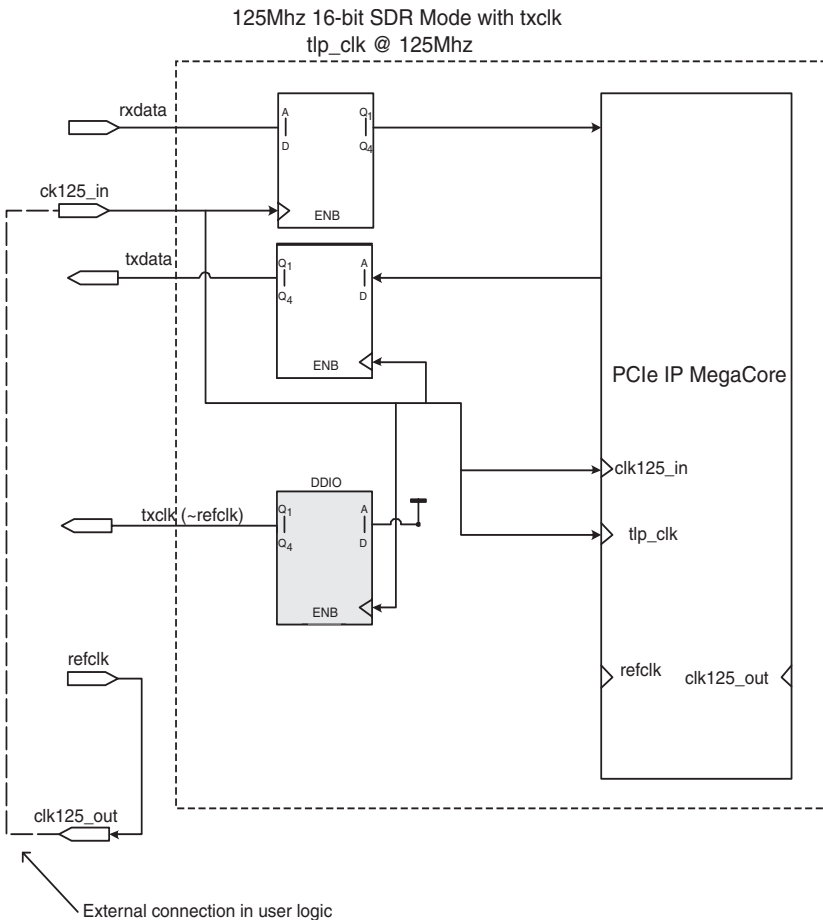 125Mhz 16-bit SDR Mode with txclk
tlp_clk @ 125Mhz
rxdata
A
D
Q1
Q4
ENB
ck125_in
txdata
Q1
Q4
A
D
ENB
PCIe IP MegaCore
clk125_in
tlp_clk
refclk
clk125_out
DDIO
txclk (~refclk)
Q1
Q4
A
D
ENB
refclk
clk125_out
External connection in user logic